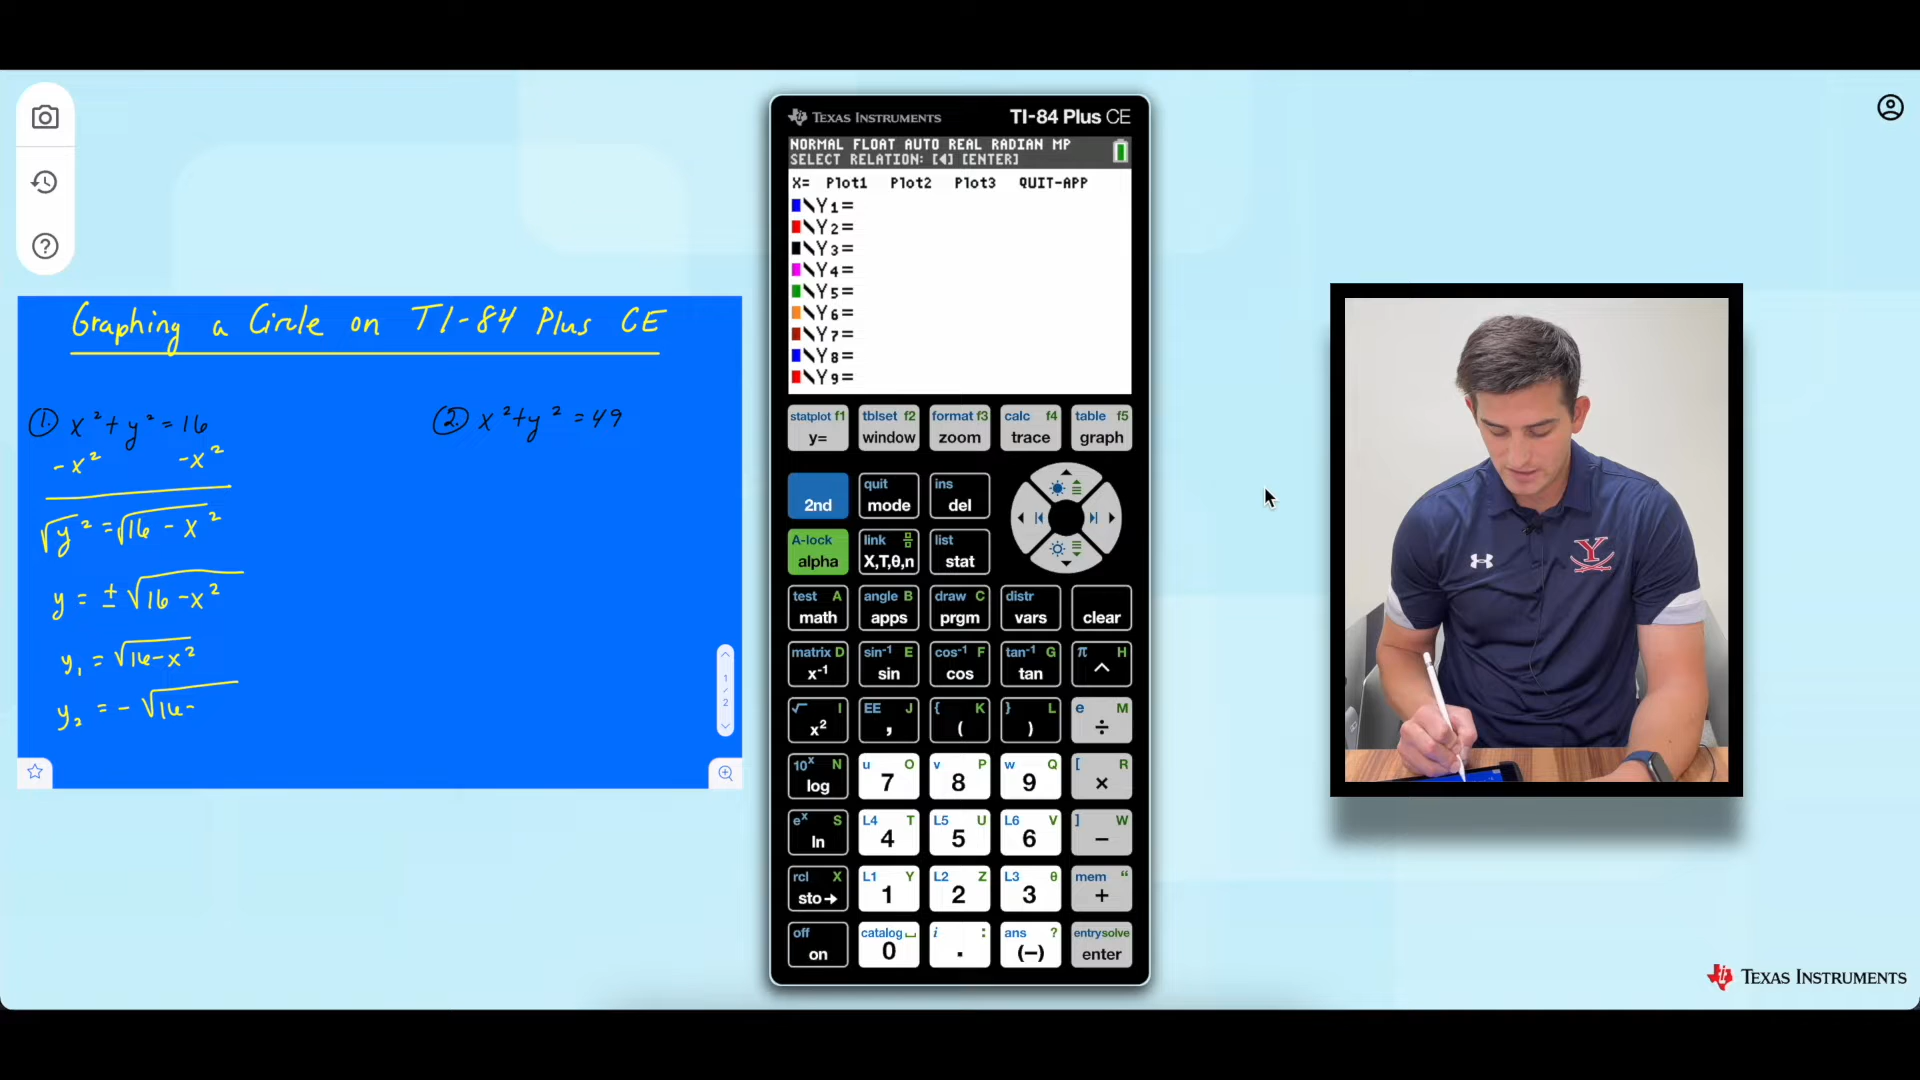 Graphing a Circle on TI-84 Plus CE
1. x² + y² = 16
-x² -x²
√y² = √16 - x²
y = ± √16 - x²
y₁ = √16-x²
y₂ = - √16-
2. x² + y² = 49
1 / 2
TEXAS INSTRUMENTS TI-84 Plus CE
NORMAL FLOAT AUTO REAL RADIAN MP
SELECT RELATION: [◄] [ENTER]
X= Plot1 Plot2 Plot3 QUIT-APP
\Y1=
\Y2=
\Y3=
\Y4=
\Y5=
\Y6=
\Y7=
\Y8=
\Y9=
statplot f1 tblset f2 format f3 calc f4 table f5
y= window zoom trace graph
quit ins
2nd mode del
A-lock link list
alpha X,T,θ,n stat
test A angle B draw C distr
math apps prgm vars clear
matrix D sin⁻¹ E cos⁻¹ F tan⁻¹ G π H
x⁻¹ sin cos tan ^
√ I EE J { K } L e M
x² , ( ) ÷
10ˣ N u O v P w Q [ R
log 7 8 9 ×
eˣ S L4 T L5 U L6 V ] W
ln 4 5 6 −
rcl X L1 Y L2 Z L3 θ mem “
sto→ 1 2 3 +
off catalog i : ans ? entry solve
on 0 . (−) enter
Y
TEXAS INSTRUMENTS